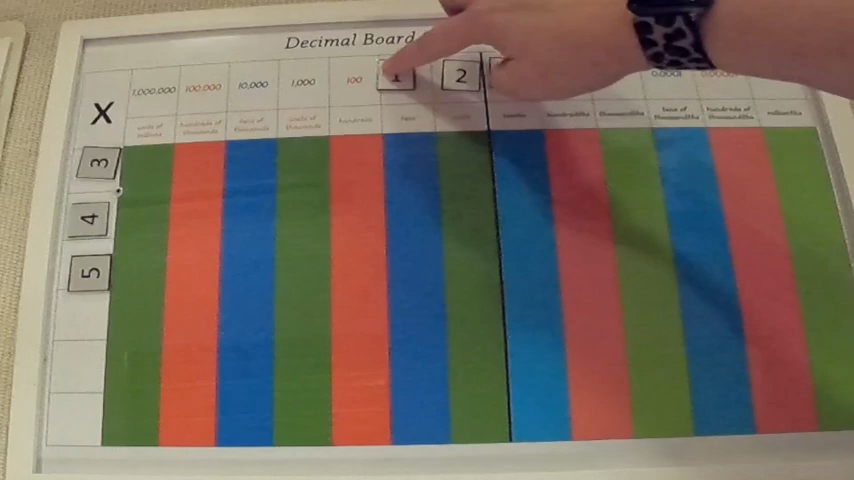 Decimal Board
1,000,000 100,000 10,000 1,000 100 1 2 0.0001
X
units of millions hundreds of thousands tens of thousands units of thousands hundreds tens tenths hundredths thousandths tens of thousandths hundreds of thousandths millionths
3
4
5